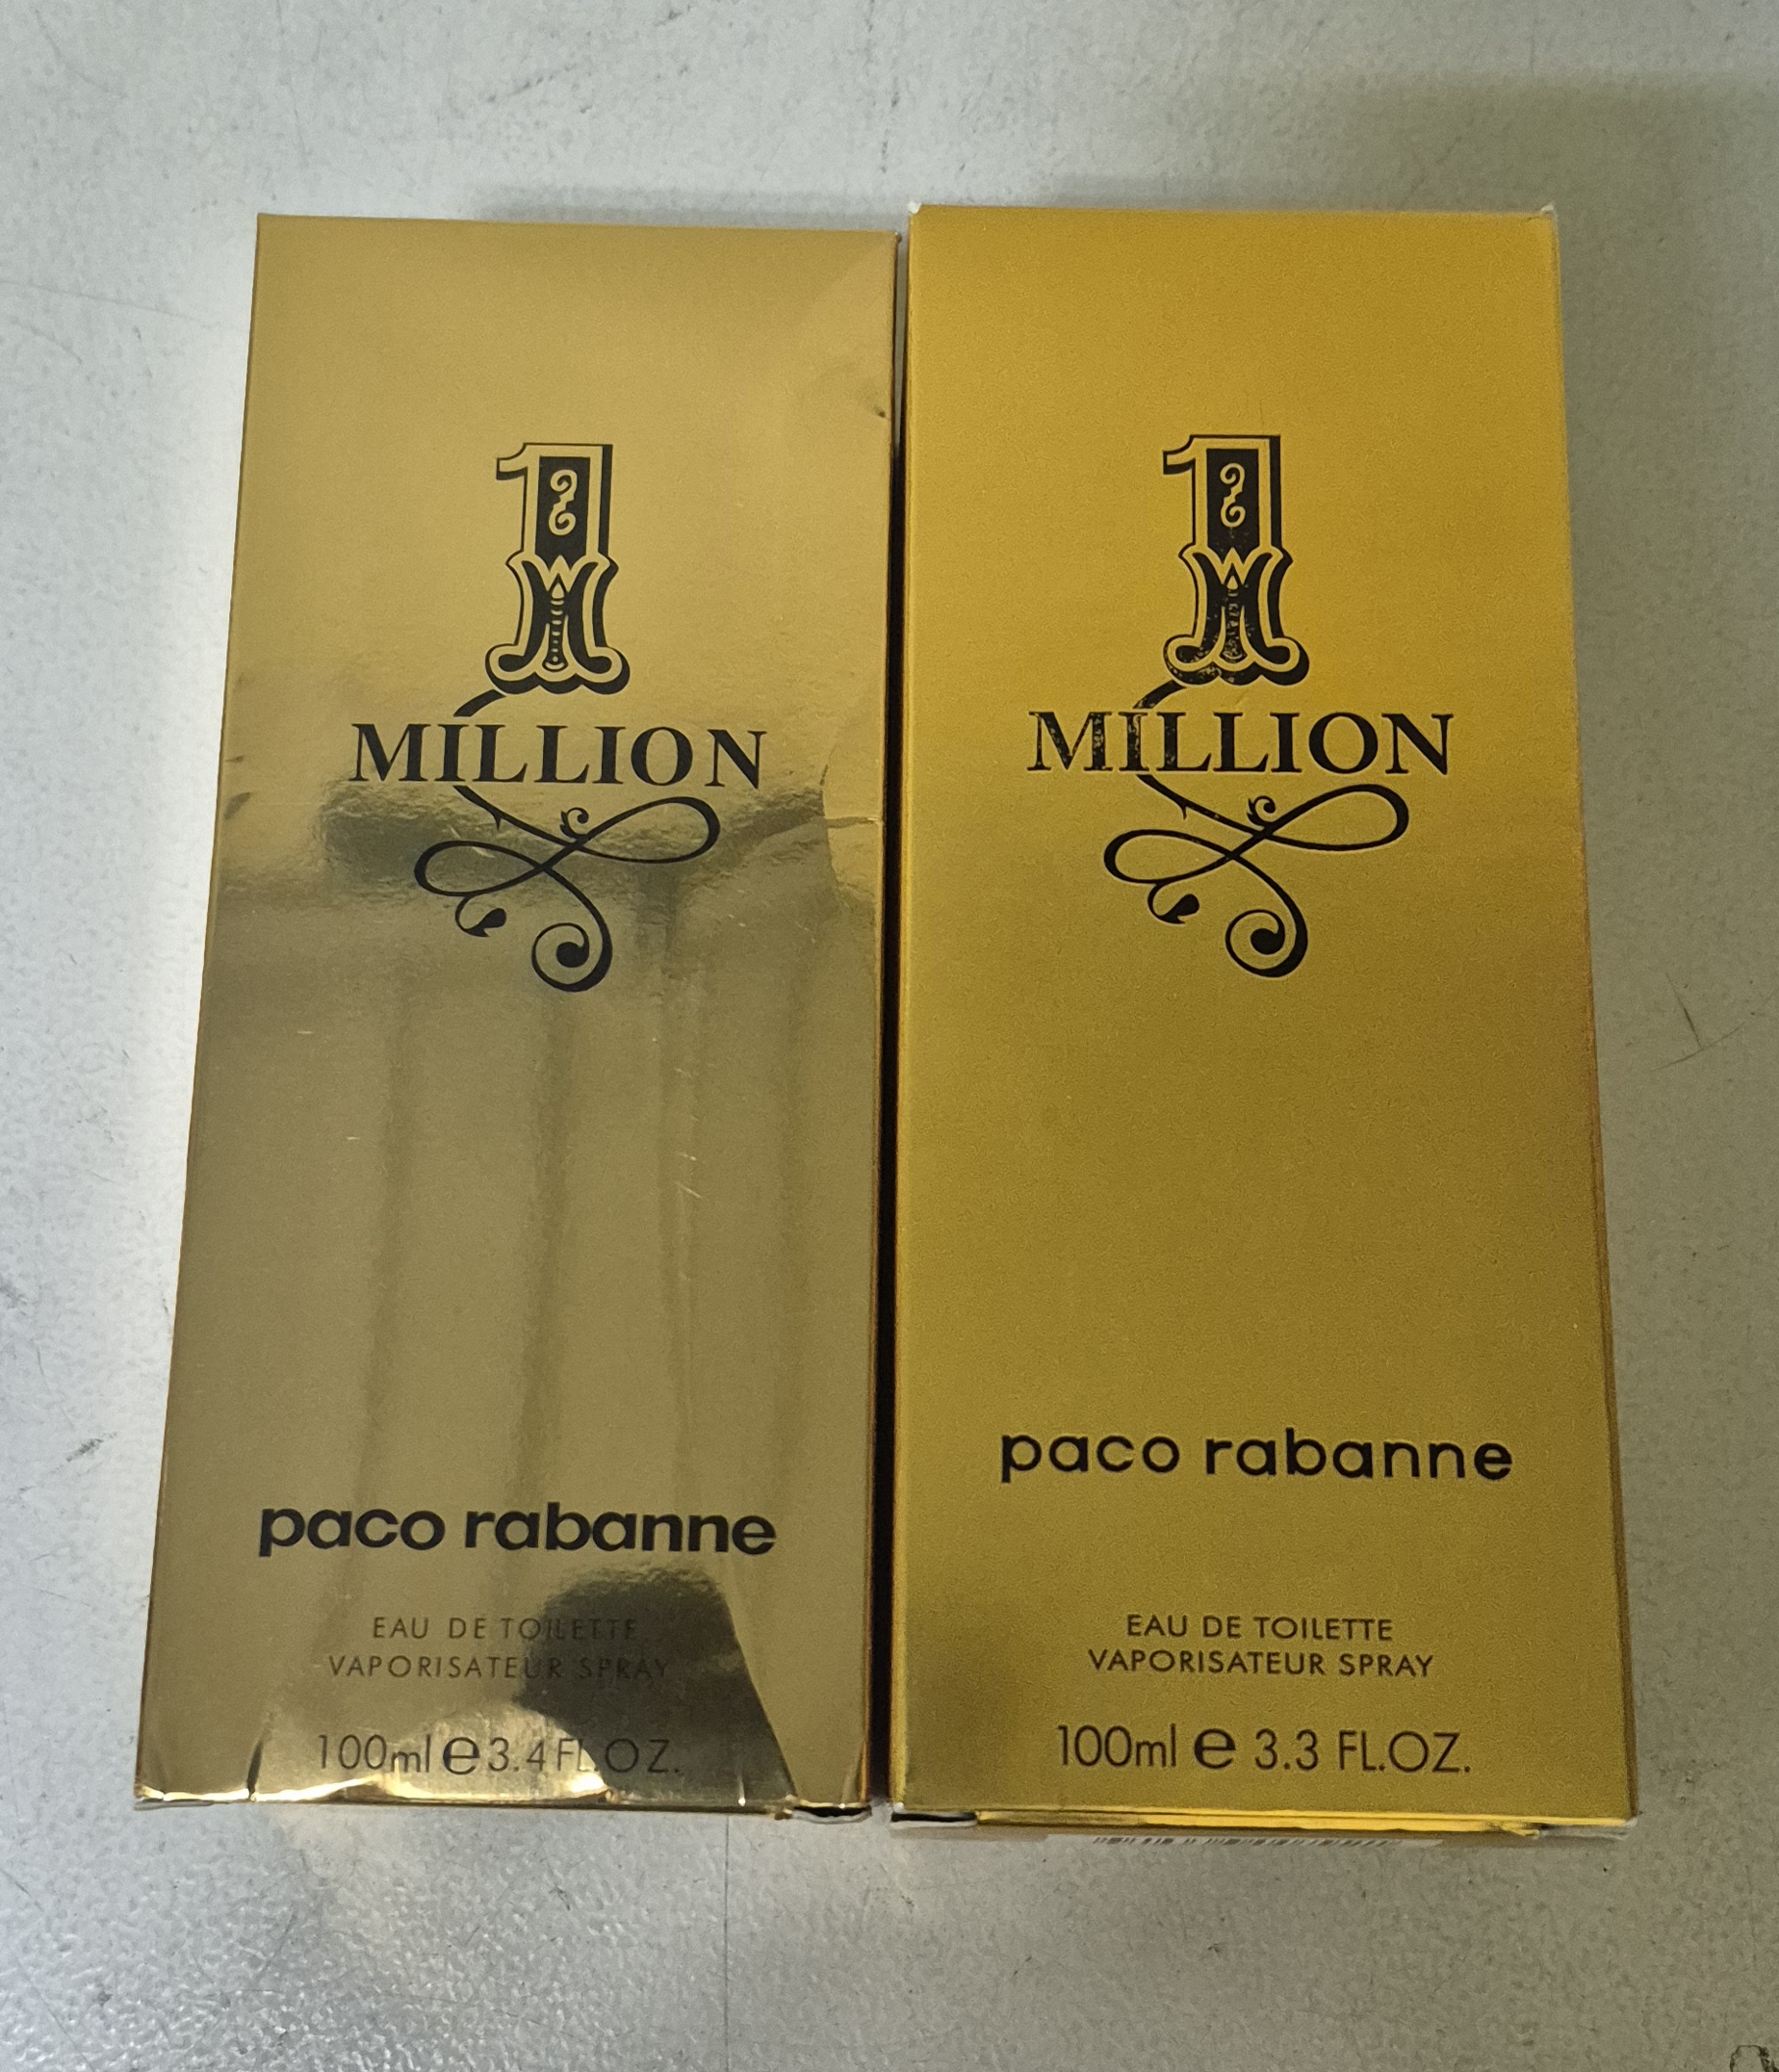 1
MILLION
paco rabanne
EAU DE TOILETTE
VAPORISATEUR SPRAY
100ml e 3.4 FL.OZ.
1
MILLION
paco rabanne
EAU DE TOILETTE
VAPORISATEUR SPRAY
100ml e 3.3 FL.OZ.